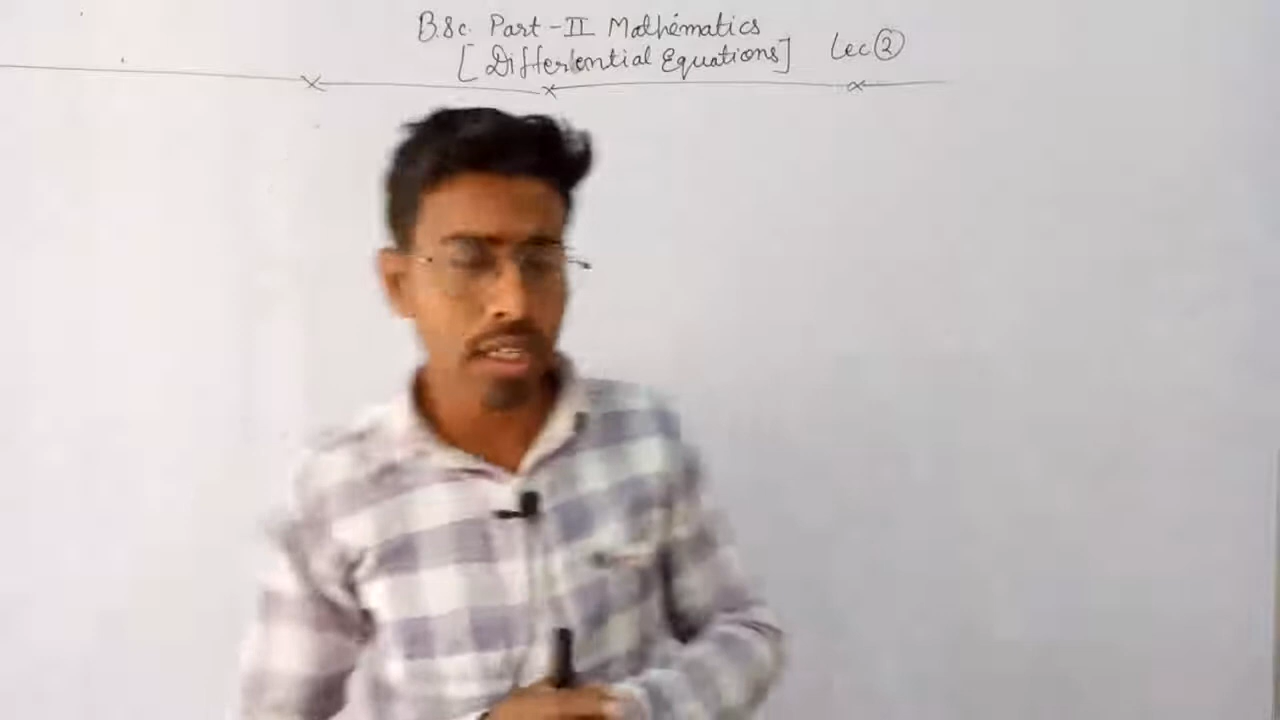 B.Sc. Part-II Mathematics
[Differential Equations] Lec ②